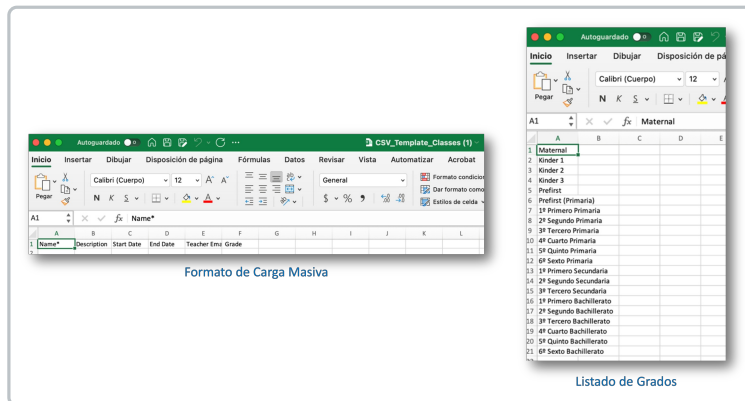 Autoguardado
CSV_Template_Classes (1)
Inicio Insertar Dibujar Disposición de página Fórmulas Datos Revisar Vista Automatizar Acrobat
Pegar
Calibri (Cuerpo) 12 A^ A˅
N K S A
General
$ % 9
Formato condicion
Dar formato como
Estilos de celda
A1 fx Name*
A B C D E F G H I J K L
1 Name* Description Start Date End Date Teacher Ema Grade
Formato de Carga Masiva
Autoguardado
Inicio Insertar Dibujar Disposición de pá
Pegar
Calibri (Cuerpo) 12
N K S
A1 fx Maternal
A B C D E
1 Maternal
2 Kinder 1
3 Kinder 2
4 Kinder 3
5 Prefirst
6 Prefirst (Primaria)
7 1º Primero Primaria
8 2º Segundo Primaria
9 3º Tercero Primaria
10 4º Cuarto Primaria
11 5º Quinto Primaria
12 6º Sexto Primaria
13 1º Primero Secundaria
14 2º Segundo Secundaria
15 3º Tercero Secundaria
16 1º Primero Bachillerato
17 2º Segundo Bachillerato
18 3º Tercero Bachillerato
19 4º Cuarto Bachillerato
20 5º Quinto Bachillerato
21 6º Sexto Bachillerato
Listado de Grados